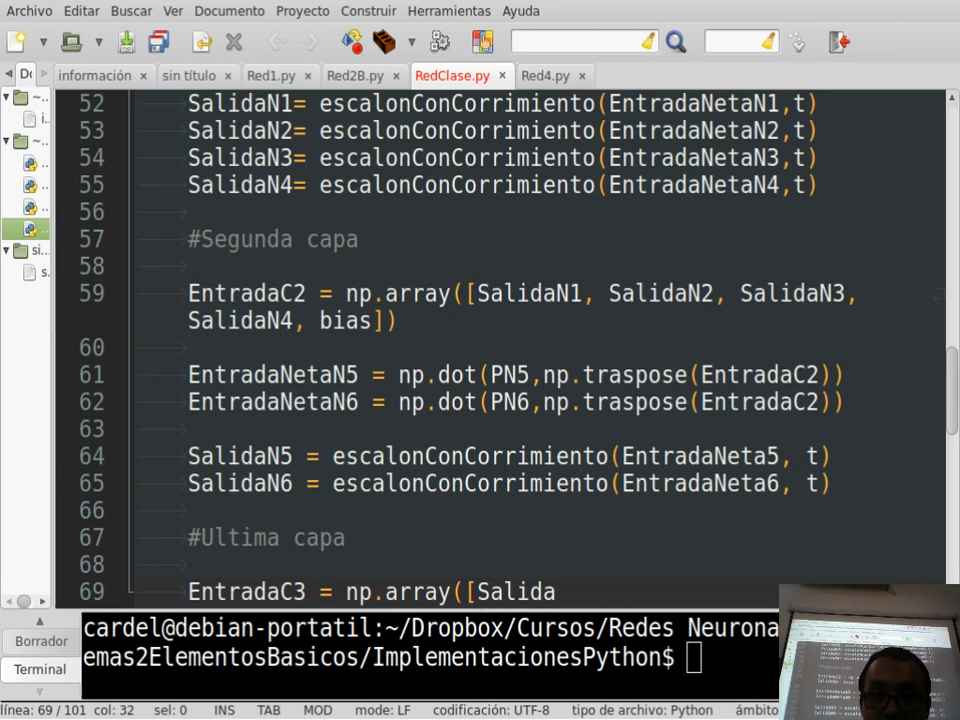 Archivo Editar Buscar Ver Documento Proyecto Construir Herramientas Ayuda
información × sin título × Red1.py × Red2B.py × RedClase.py × Red4.py ×
52 SalidaN1= escalonConCorrimiento(EntradaNetaN1,t)
53 SalidaN2= escalonConCorrimiento(EntradaNetaN2,t)
54 SalidaN3= escalonConCorrimiento(EntradaNetaN3,t)
55 SalidaN4= escalonConCorrimiento(EntradaNetaN4,t)
56
57 #Segunda capa
58
59 EntradaC2 = np.array([SalidaN1, SalidaN2, SalidaN3,
SalidaN4, bias])
60
61 EntradaNetaN5 = np.dot(PN5,np.traspose(EntradaC2))
62 EntradaNetaN6 = np.dot(PN6,np.traspose(EntradaC2))
63
64 SalidaN5 = escalonConCorrimiento(EntradaNeta5, t)
65 SalidaN6 = escalonConCorrimiento(EntradaNeta6, t)
66
67 #Ultima capa
68
69 EntradaC3 = np.array([Salida
Borrador
Terminal
cardel@debian-portatil:~/Dropbox/Cursos/Redes Neurona
emas2ElementosBasicos/ImplementacionesPython$
línea: 69 / 101 col: 32 sel: 0 INS TAB MOD mode: LF codificación: UTF-8 tipo de archivo: Python ámbito